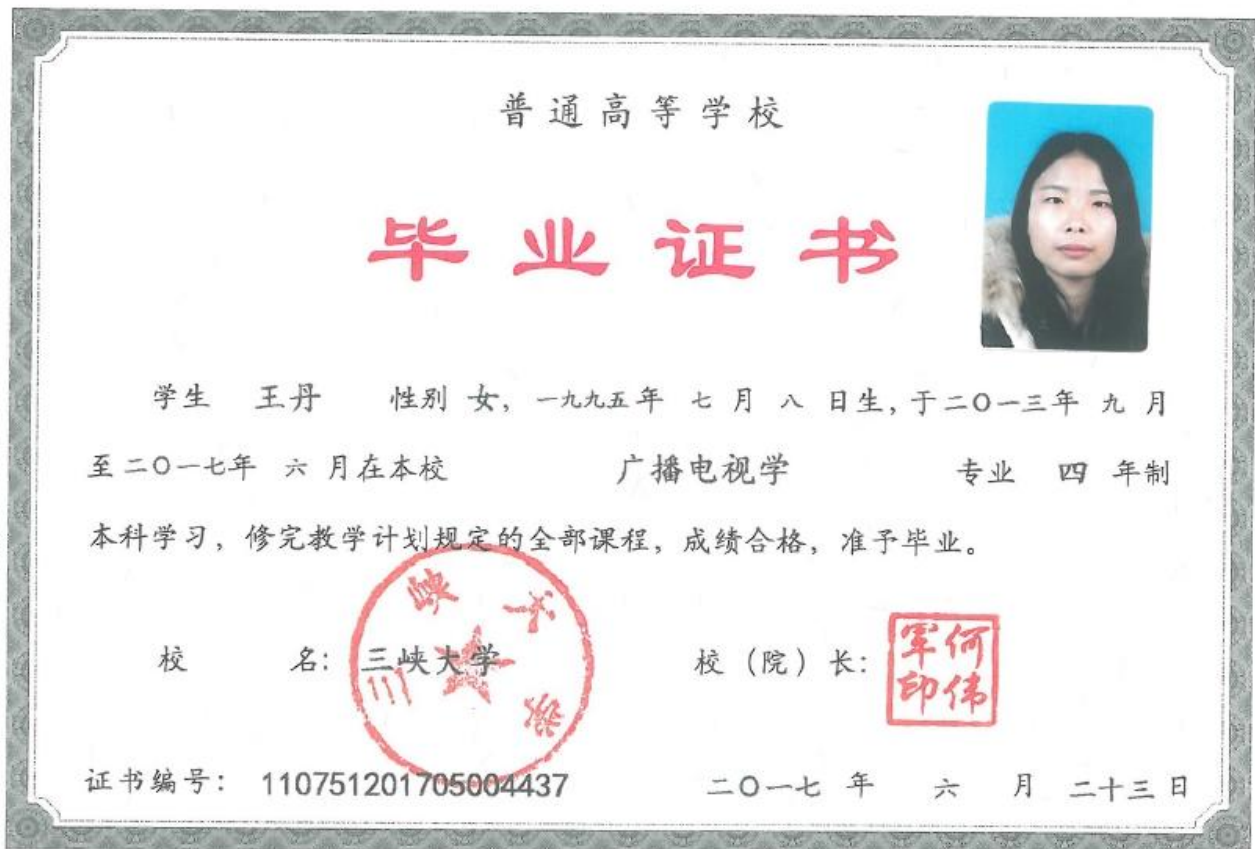 普通高等学校
毕业证书
学生 王丹 性别 女，一九九五年 七 月 八 日生，于二〇一三年 九 月
至二〇一七年 六 月在本校 广播电视学 专业 四 年制
本科学习，修完教学计划规定的全部课程，成绩合格，准予毕业。
校 名：三峡大学 校（院）长：
三峡大学
何伟军印
证书编号：110751201705004437 二〇一七 年 六 月 二十三 日